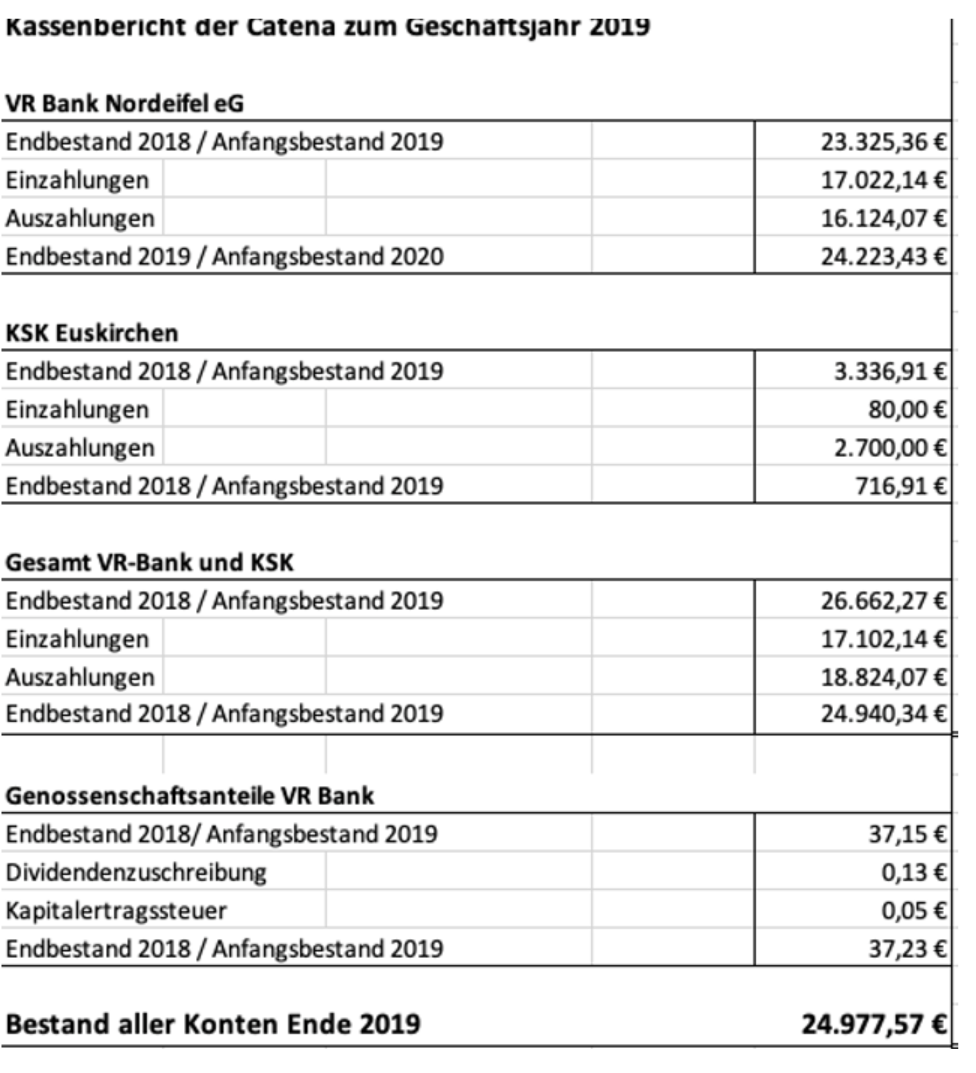 Kassenbericht der Catena zum Geschäftsjahr 2019
VR Bank Nordeifel eG
Endbestand 2018 / Anfangsbestand 2019 23.325,36 €
Einzahlungen 17.022,14 €
Auszahlungen 16.124,07 €
Endbestand 2019 / Anfangsbestand 2020 24.223,43 €
KSK Euskirchen
Endbestand 2018 / Anfangsbestand 2019 3.336,91 €
Einzahlungen 80,00 €
Auszahlungen 2.700,00 €
Endbestand 2018 / Anfangsbestand 2019 716,91 €
Gesamt VR-Bank und KSK
Endbestand 2018 / Anfangsbestand 2019 26.662,27 €
Einzahlungen 17.102,14 €
Auszahlungen 18.824,07 €
Endbestand 2018 / Anfangsbestand 2019 24.940,34 €
Genossenschaftsanteile VR Bank
Endbestand 2018/ Anfangsbestand 2019 37,15 €
Dividendenzuschreibung 0,13 €
Kapitalertragssteuer 0,05 €
Endbestand 2018 / Anfangsbestand 2019 37,23 €
Bestand aller Konten Ende 2019 24.977,57 €